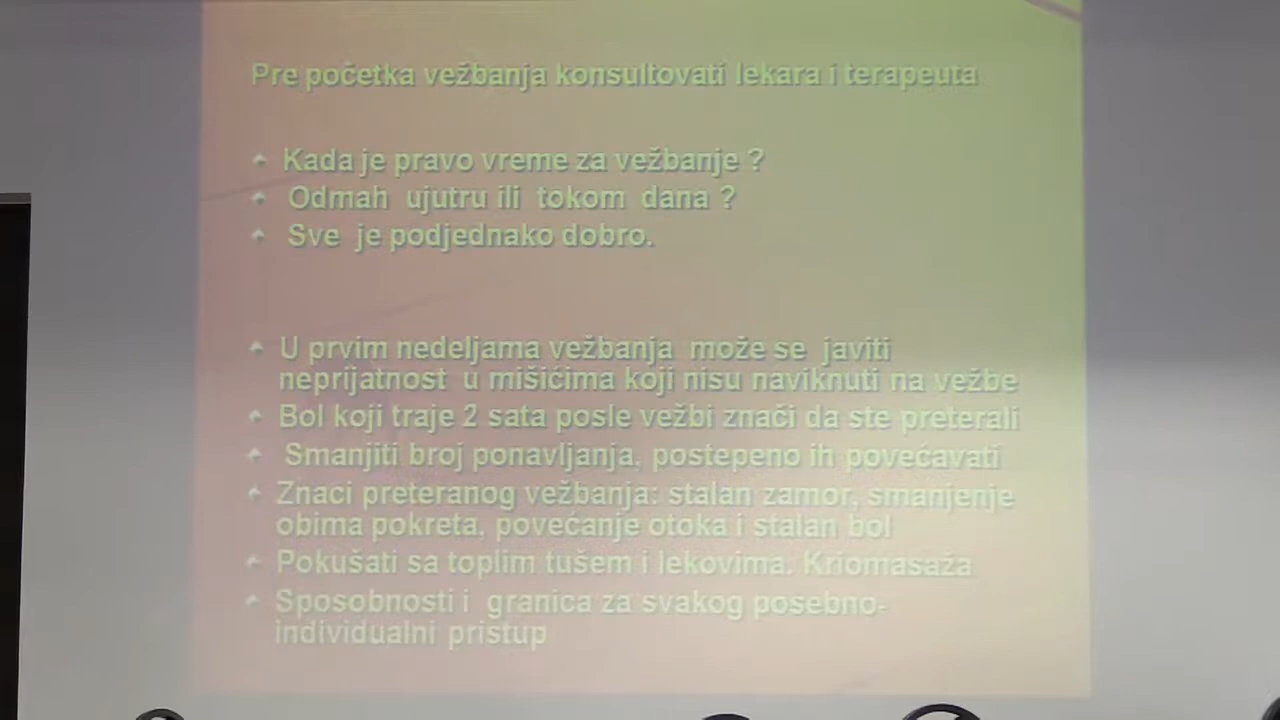 Pre početka vežbanja konsultovati lekara i terapeuta
Kada je pravo vreme za vežbanje ?
Odmah ujutru ili tokom dana ?
Sve je podjednako dobro.
U prvim nedeljama vežbanja može se javiti
neprijatnost u mišićima koji nisu naviknuti na vežbe
Bol koji traje 2 sata posle vežbi znači da ste preterali
Smanjiti broj ponavljanja, postepeno ih povećavati
Znaci preteranog vežbanja: stalan zamor, smanjenje
obima pokreta, povećanje otoka i stalan bol
Pokušati sa toplim tušem i lekovima. Kriomasaža
Sposobnosti i granica za svakog posebno-
individualni pristup